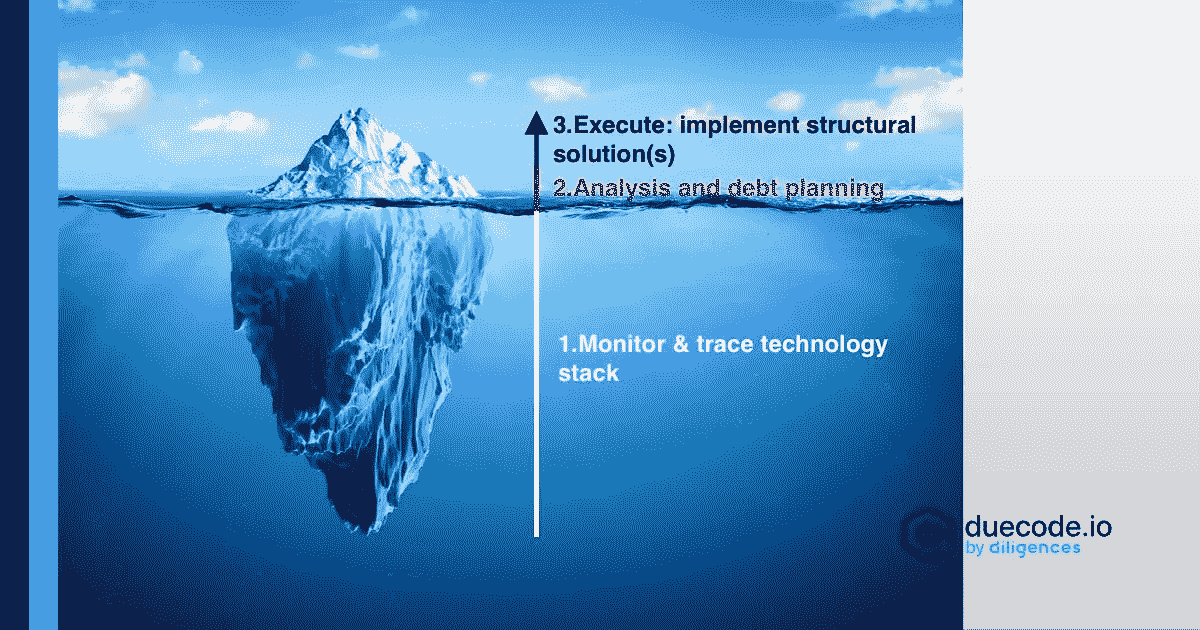 3.Execute: implement structural
solution(s)
2.Analysis and debt planning
1.Monitor & trace technology
stack
duecode.io
by diligences